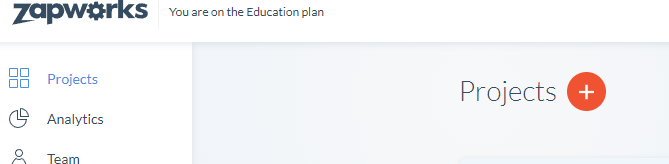 zapworks
You are on the Education plan
Projects
Analytics
Team
Projects